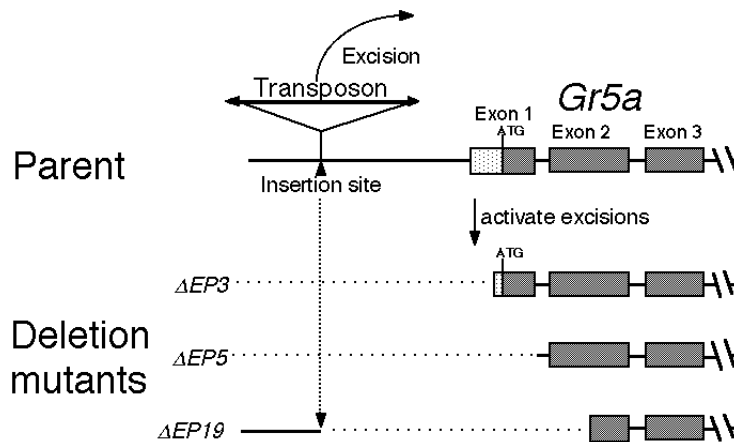 Excision
Transposon
Gr5a
Exon 1
ATG
Exon 2
Exon 3
Parent
Insertion site
activate excisions
ATG
ΔEP3
Deletion
mutants
ΔEP5
ΔEP19